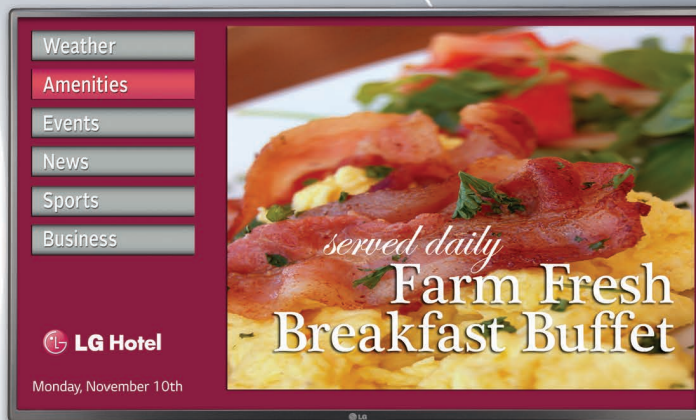 Weather
Amenities
Events
News
Sports
Business
LG Hotel
Monday, November 10th
served daily
Farm Fresh
Breakfast Buffet
LG